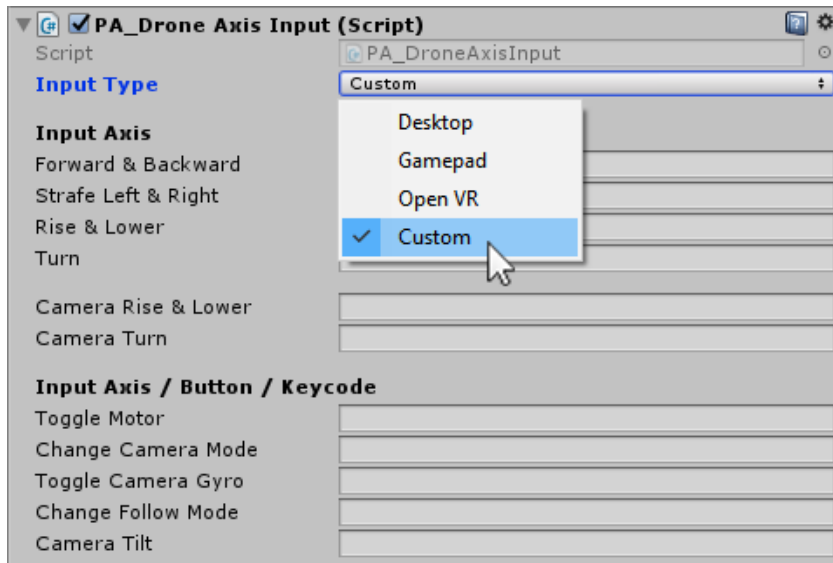 PA_Drone Axis Input (Script)
Script PA_DroneAxisInput
Input Type Custom
Desktop
Input Axis
Forward & Backward Gamepad
Strafe Left & Right Open VR
Rise & Lower Custom
Turn
Camera Rise & Lower
Camera Turn
Input Axis / Button / Keycode
Toggle Motor
Change Camera Mode
Toggle Camera Gyro
Change Follow Mode
Camera Tilt